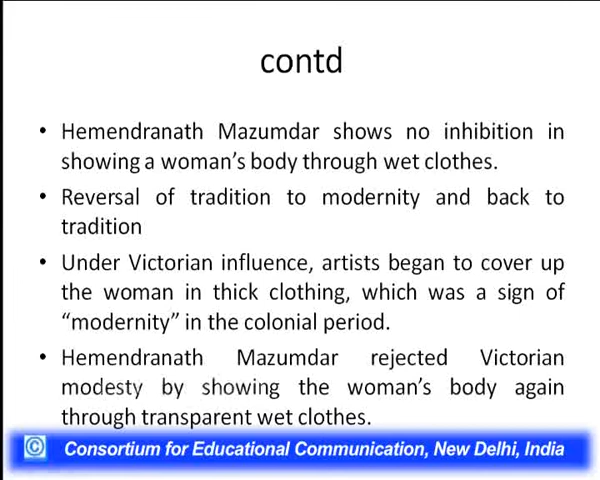 contd
• Hemendranath Mazumdar shows no inhibition in
showing a woman's body through wet clothes.
• Reversal of tradition to modernity and back to
tradition
• Under Victorian influence, artists began to cover up
the woman in thick clothing, which was a sign of
“modernity” in the colonial period.
• Hemendranath Mazumdar rejected Victorian
modesty by showing the woman's body again
through transparent wet clothes.
© Consortium for Educational Communication, New Delhi, India